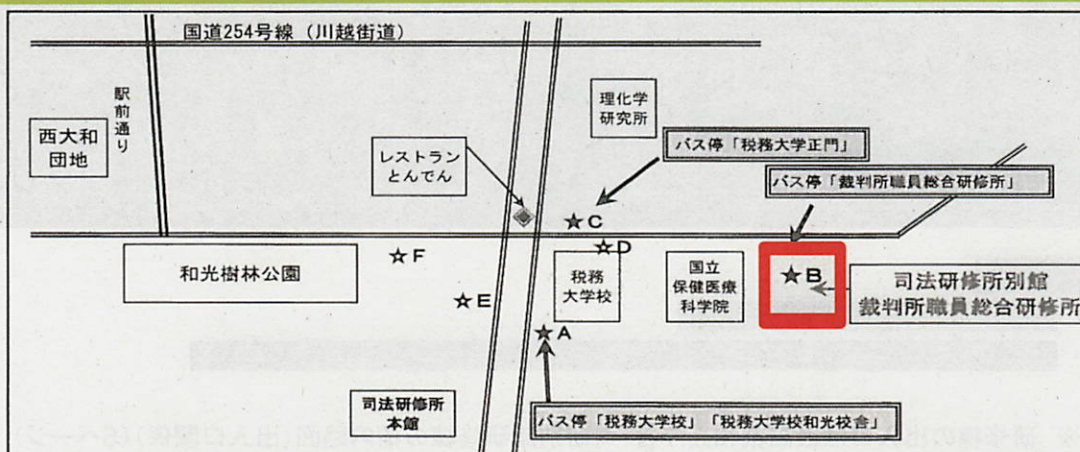 国道254号線（川越街道）
駅前通り
西大和
団地
理化学
研究所
バス停「税務大学正門」
レストラン
とんでん
バス停「裁判所職員総合研修所」
C
D
F
和光樹林公園
税務
大学校
国立
保健医療
科学院
B
司法研修所別館
裁判所職員総合研修所
E
A
司法研修所
本館
バス停「税務大学校」「税務大学校和光校舎」